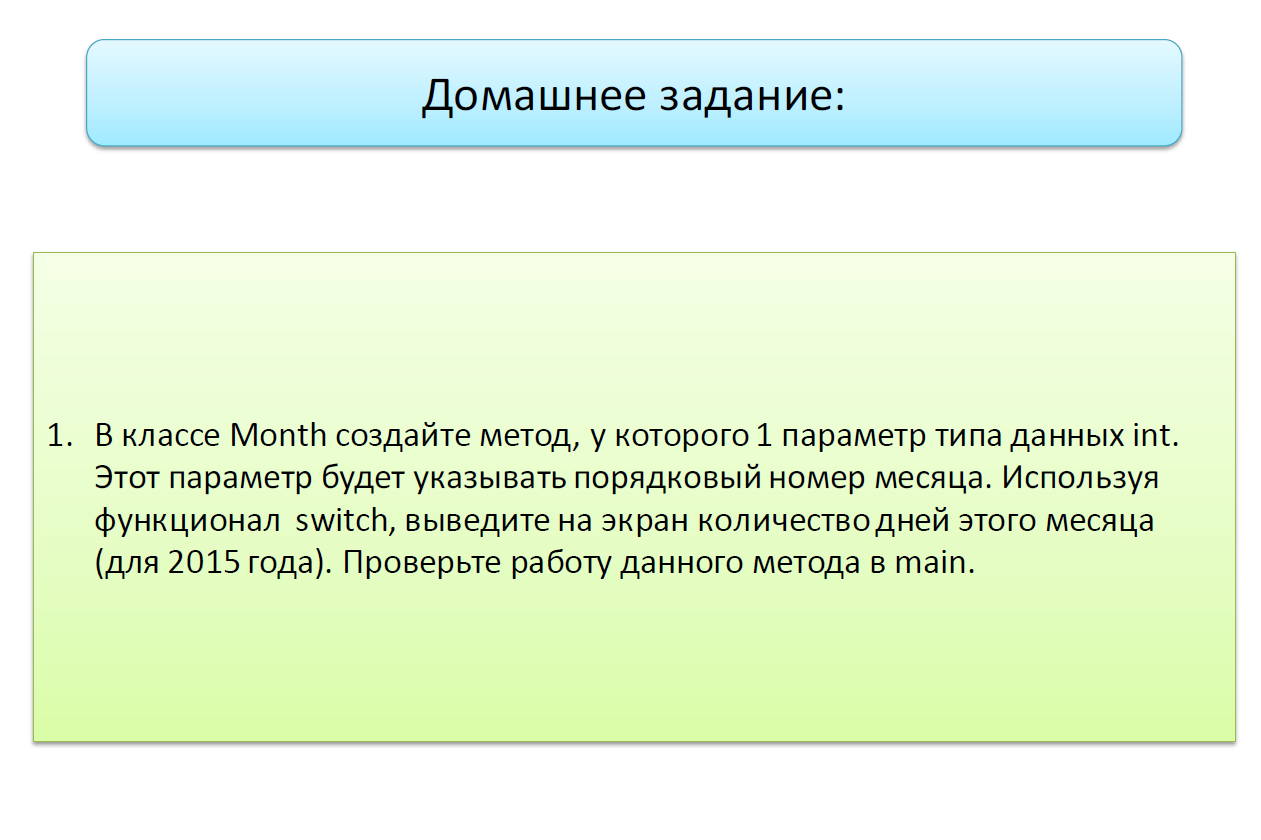 Домашнее задание:
1. В классе Month создайте метод, у которого 1 параметр типа данных int.
Этот параметр будет указывать порядковый номер месяца. Используя
функционал switch, выведите на экран количество дней этого месяца
(для 2015 года). Проверьте работу данного метода в main.